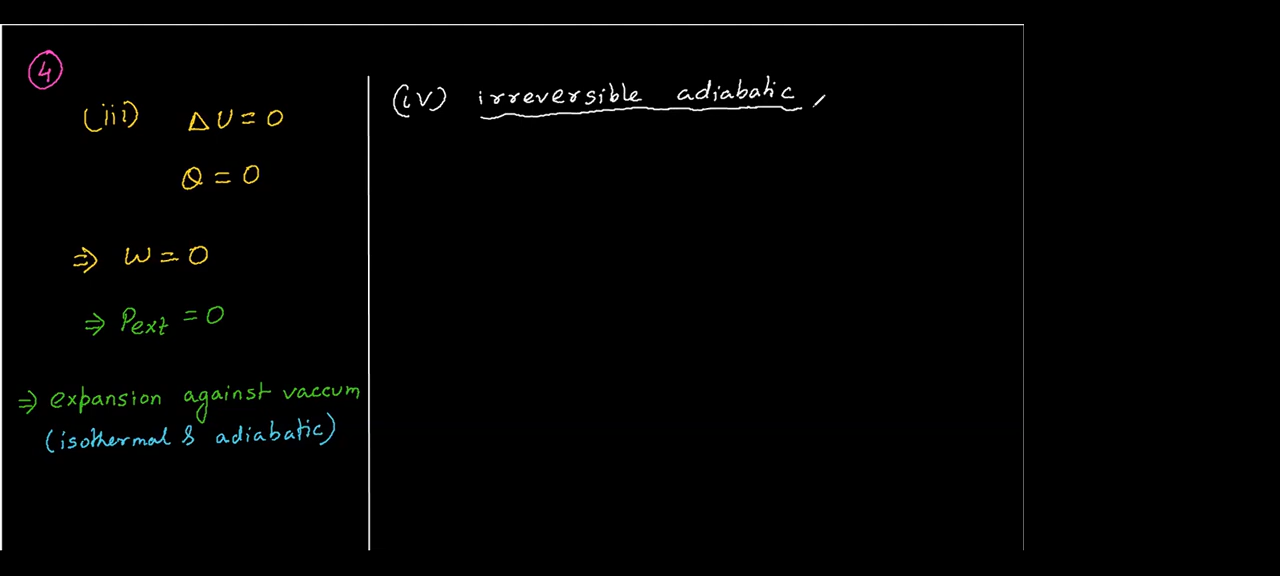 4
(iii) ΔU = 0
Q = 0
⇒ W = 0
⇒ Pext = 0
⇒ expansion against vaccum
(isothermal & adiabatic)
(iv) irreversible adiabatic,